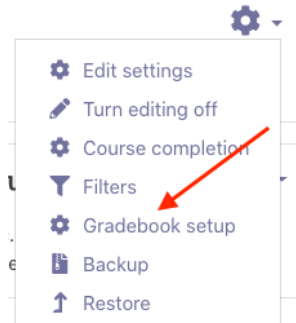 Edit settings
Turn editing off
Course completion
Filters
Gradebook setup
Backup
Restore